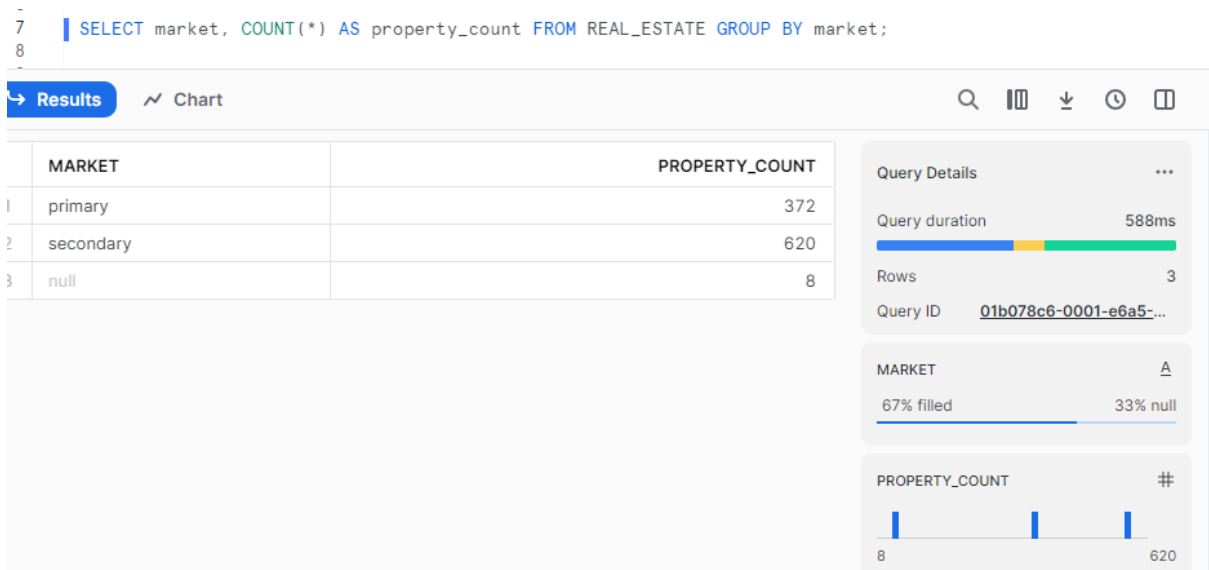 7 SELECT market, COUNT(*) AS property_count FROM REAL_ESTATE GROUP BY market;
8
Results Chart
MARKET PROPERTY_COUNT
primary 372
2 secondary 620
null 8
Query Details
Query duration 588ms
Rows 3
Query ID 01b078c6-0001-e6a5-...
MARKET A
67% filled 33% null
PROPERTY_COUNT #
8 620